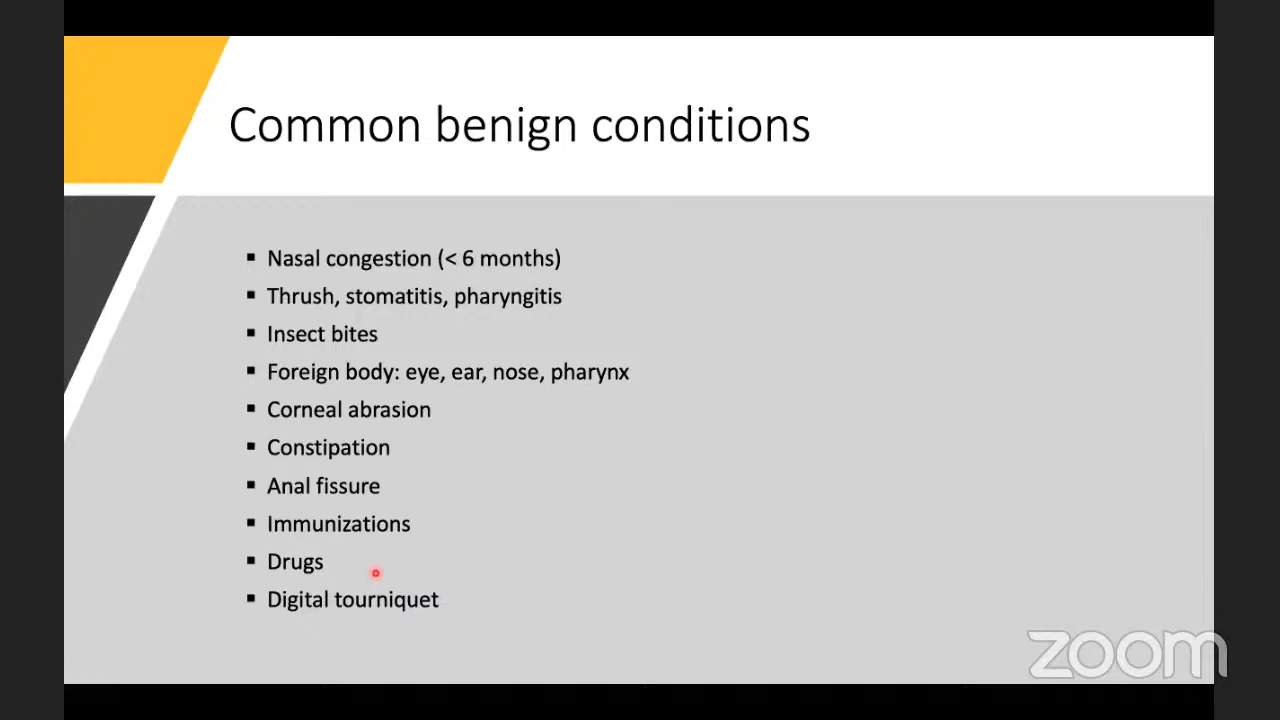 Common benign conditions
▪ Nasal congestion (< 6 months)
▪ Thrush, stomatitis, pharyngitis
▪ Insect bites
▪ Foreign body: eye, ear, nose, pharynx
▪ Corneal abrasion
▪ Constipation
▪ Anal fissure
▪ Immunizations
▪ Drugs
▪ Digital tourniquet
zoom